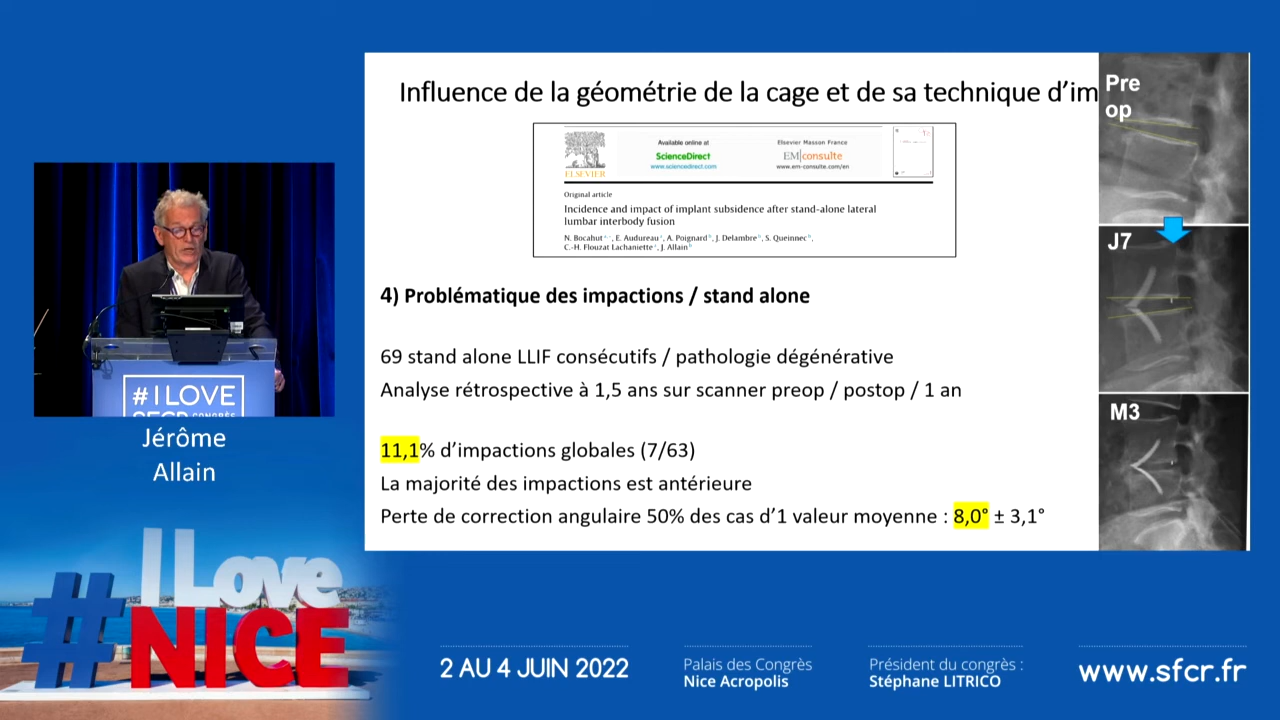 Influence de la géométrie de la cage et de sa technique d'im
Pre
op
Available online at
ScienceDirect
www.sciencedirect.com
Elsevier Masson France
EM|consulte
www.em-consulte.com/en
ELSEVIER
Original article
Incidence and impact of implant subsidence after stand-alone lateral
lumbar interbody fusion
N. Bocahut, E. Audureau, A. Poignard, J. Delambre, S. Queinnec,
C.-H. Flouzat Lachaniette, J. Allain
J7
4) Problématique des impactions / stand alone
69 stand alone LLIF consécutifs / pathologie dégénérative
Analyse rétrospective à 1,5 ans sur scanner preop / postop / 1 an
M3
11,1% d'impactions globales (7/63)
La majorité des impactions est antérieure
Perte de correction angulaire 50% des cas d'1 valeur moyenne : 8,0° ± 3,1°
# I LOVE
SFCR CONGRÈS
Jérôme
Allain
# I Love
NICE
2 AU 4 JUIN 2022
Palais des Congrès
Nice Acropolis
Président du congrès :
Stéphane LITRICO
www.sfcr.fr